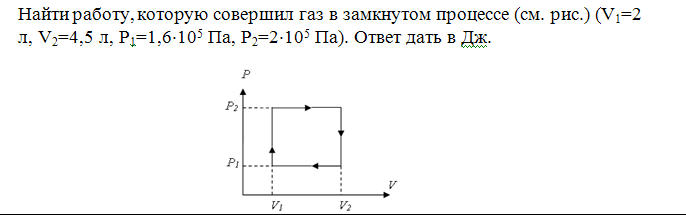 Найти работу, которую совершил газ в замкнутом процессе (см. рис.) (V₁=2
л, V₂=4,5 л, P₁=1,6·10⁵ Па, P₂=2·10⁵ Па). Ответ дать в Дж.
P
P₂
P₁
V
V₁ V₂